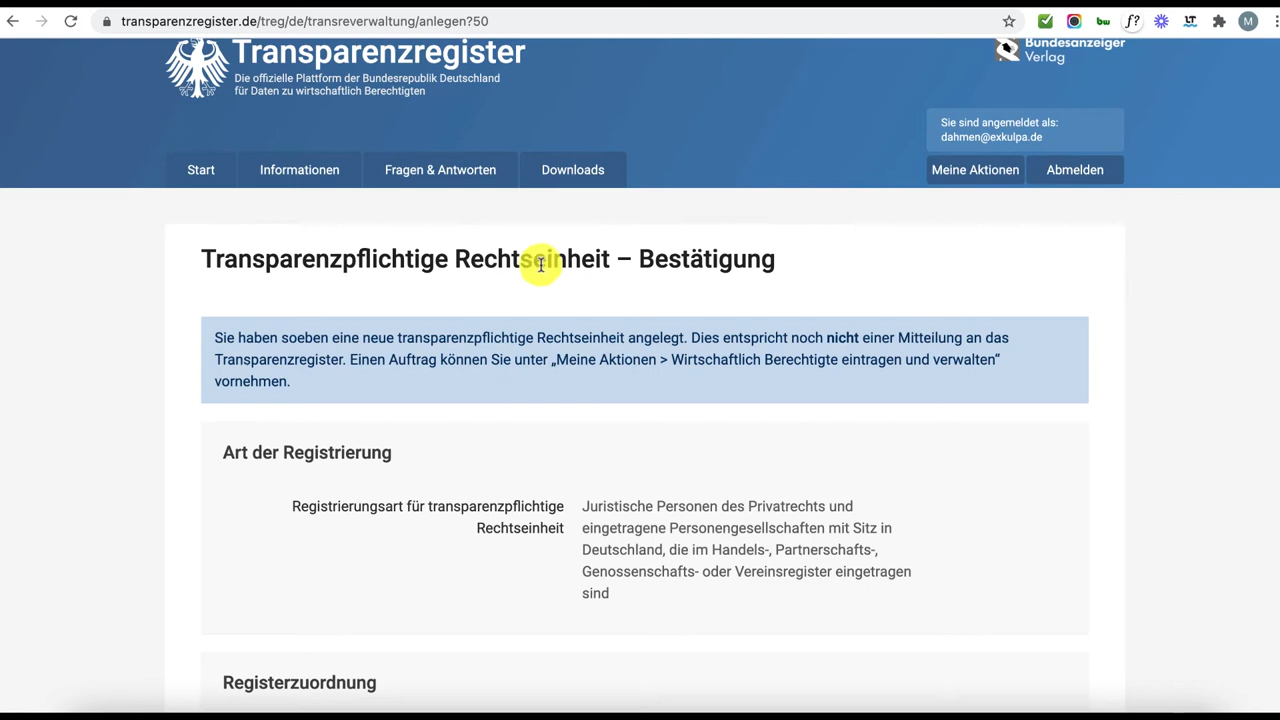 transparenzregister.de/treg/de/transreverwaltung/anlegen?50
bw
f?
LT
M
Transparenzregister
Die offizielle Plattform der Bundesrepublik Deutschland
für Daten zu wirtschaftlich Berechtigten
Bundesanzeiger
Verlag
Sie sind angemeldet als:
dahmen@exkulpa.de
Start
Informationen
Fragen & Antworten
Downloads
Meine Aktionen
Abmelden
Transparenzpflichtige Rechtseinheit – Bestätigung
Sie haben soeben eine neue transparenzpflichtige Rechtseinheit angelegt. Dies entspricht noch nicht einer Mitteilung an das
Transparenzregister. Einen Auftrag können Sie unter „Meine Aktionen > Wirtschaftlich Berechtigte eintragen und verwalten“
vornehmen.
Art der Registrierung
Registrierungsart für transparenzpflichtige
Rechtseinheit
Juristische Personen des Privatrechts und
eingetragene Personengesellschaften mit Sitz in
Deutschland, die im Handels-, Partnerschafts-,
Genossenschafts- oder Vereinsregister eingetragen
sind
Registerzuordnung